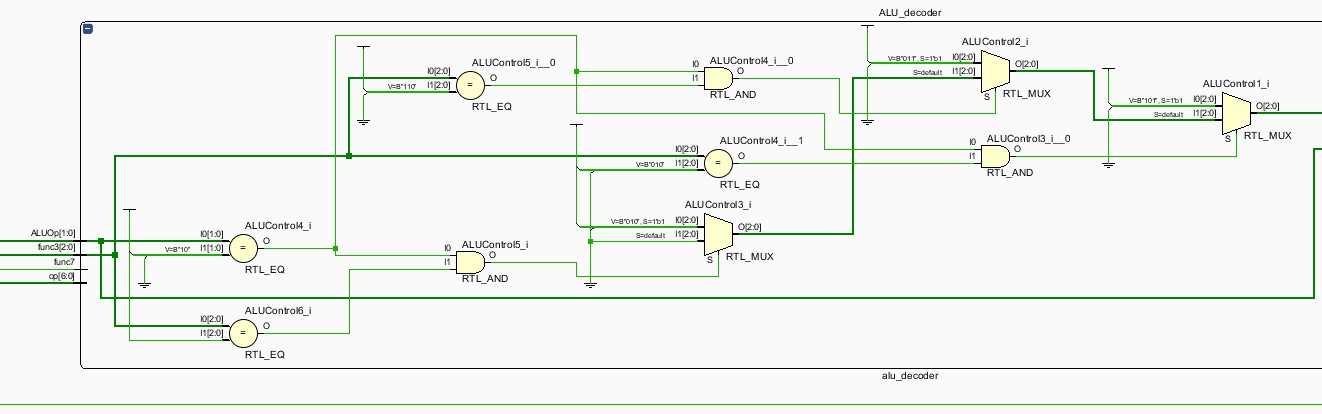 ALU_decoder
ALUControl2_i
I0[2:0]
V=B"011", S=1'b1
I1[2:0]
S=default
O[2:0]
S
RTL_MUX
ALUControl5_i__0
I0[2:0]
I1[2:0]
V=B"110"
=
O
RTL_EQ
ALUControl4_i__0
I0
I1
O
RTL_AND
ALUControl1_i
V=B"101", S=1'b1
I0[2:0]
S=default
I1[2:0]
O[2:0]
S
RTL_MUX
ALUControl4_i__1
I0[2:0]
V=B"010"
I1[2:0]
=
O
RTL_EQ
ALUControl3_i__0
I0
I1
O
RTL_AND
ALUControl3_i
V=B"010", S=1'b1
I0[2:0]
S=default
I1[2:0]
O[2:0]
S
RTL_MUX
ALUOp[1:0]
func3[2:0]
func7
op[6:0]
ALUControl4_i
I0[1:0]
V=B"10"
I1[1:0]
=
O
RTL_EQ
ALUControl5_i
I0
I1
O
RTL_AND
ALUControl6_i
I0[2:0]
I1[2:0]
=
O
RTL_EQ
alu_decoder